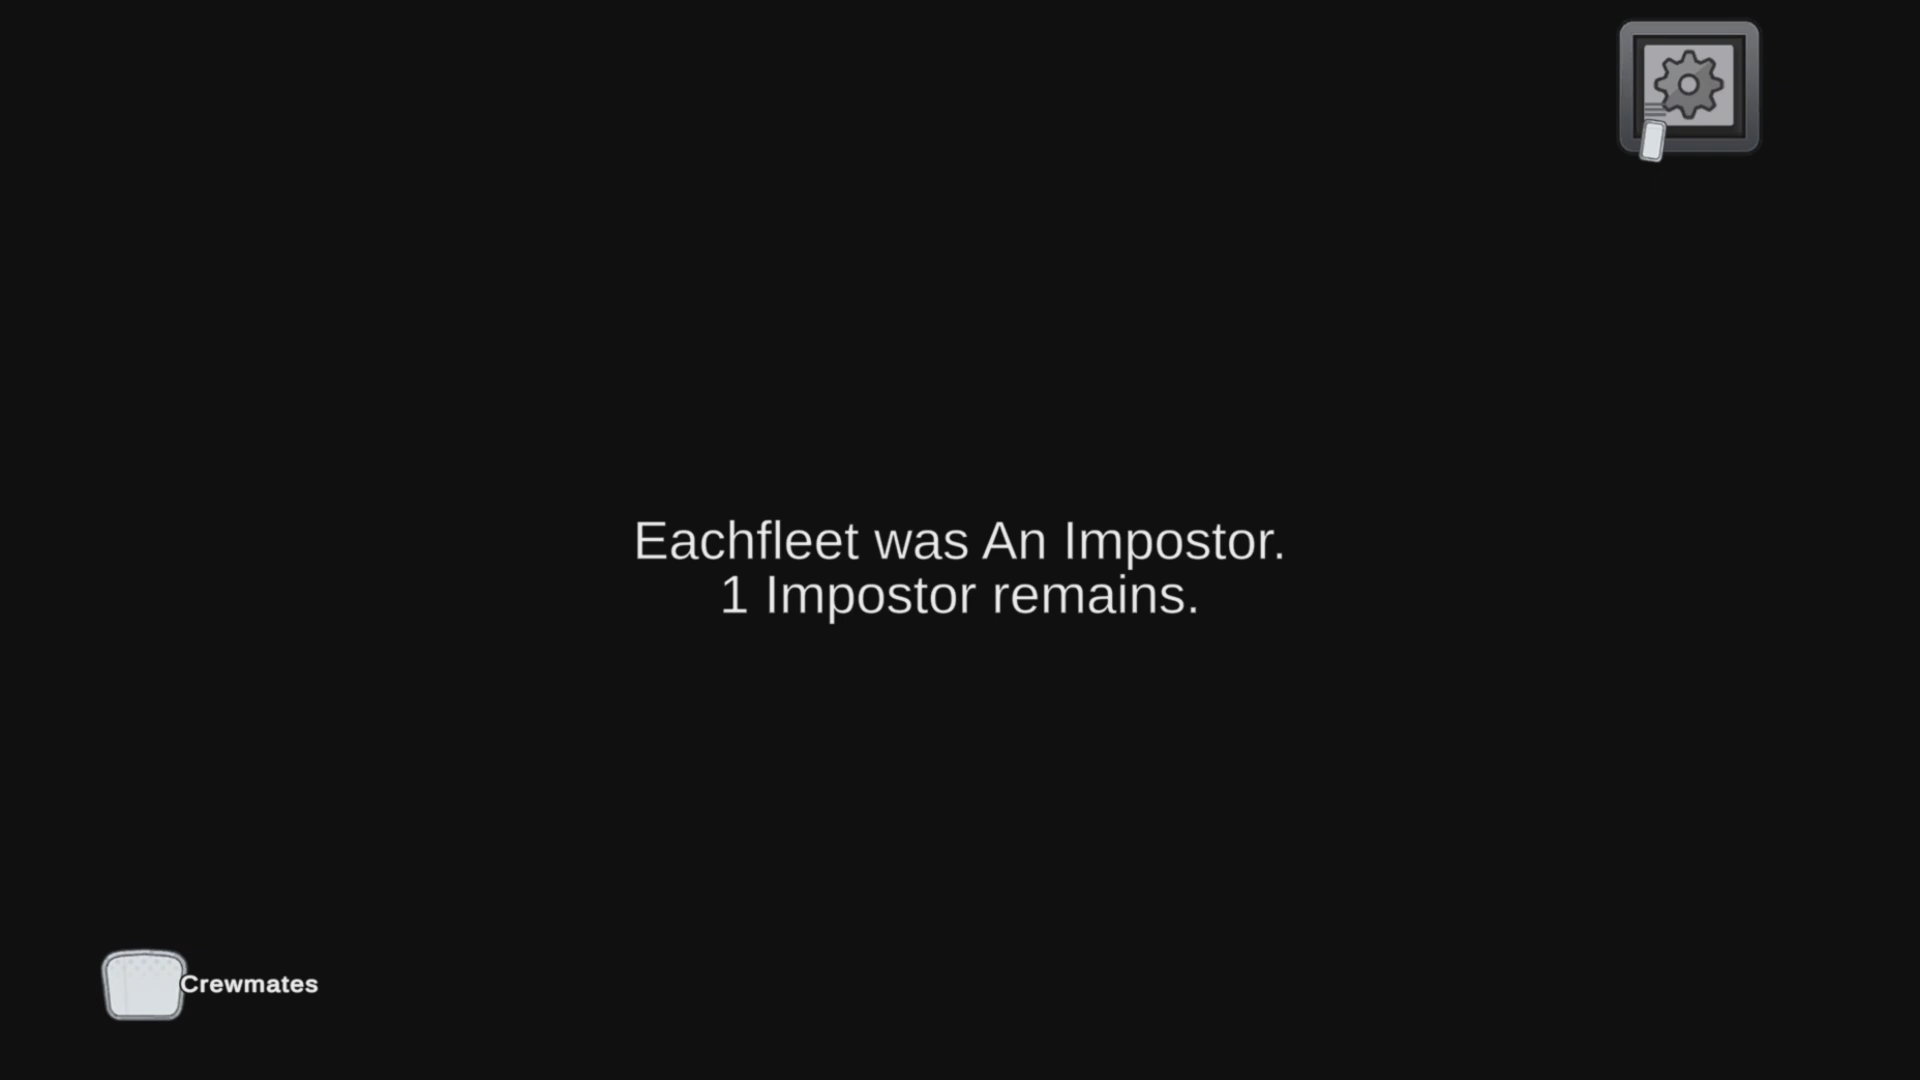 Eachfleet was An Impostor.
1 Impostor remains.
Crewmates